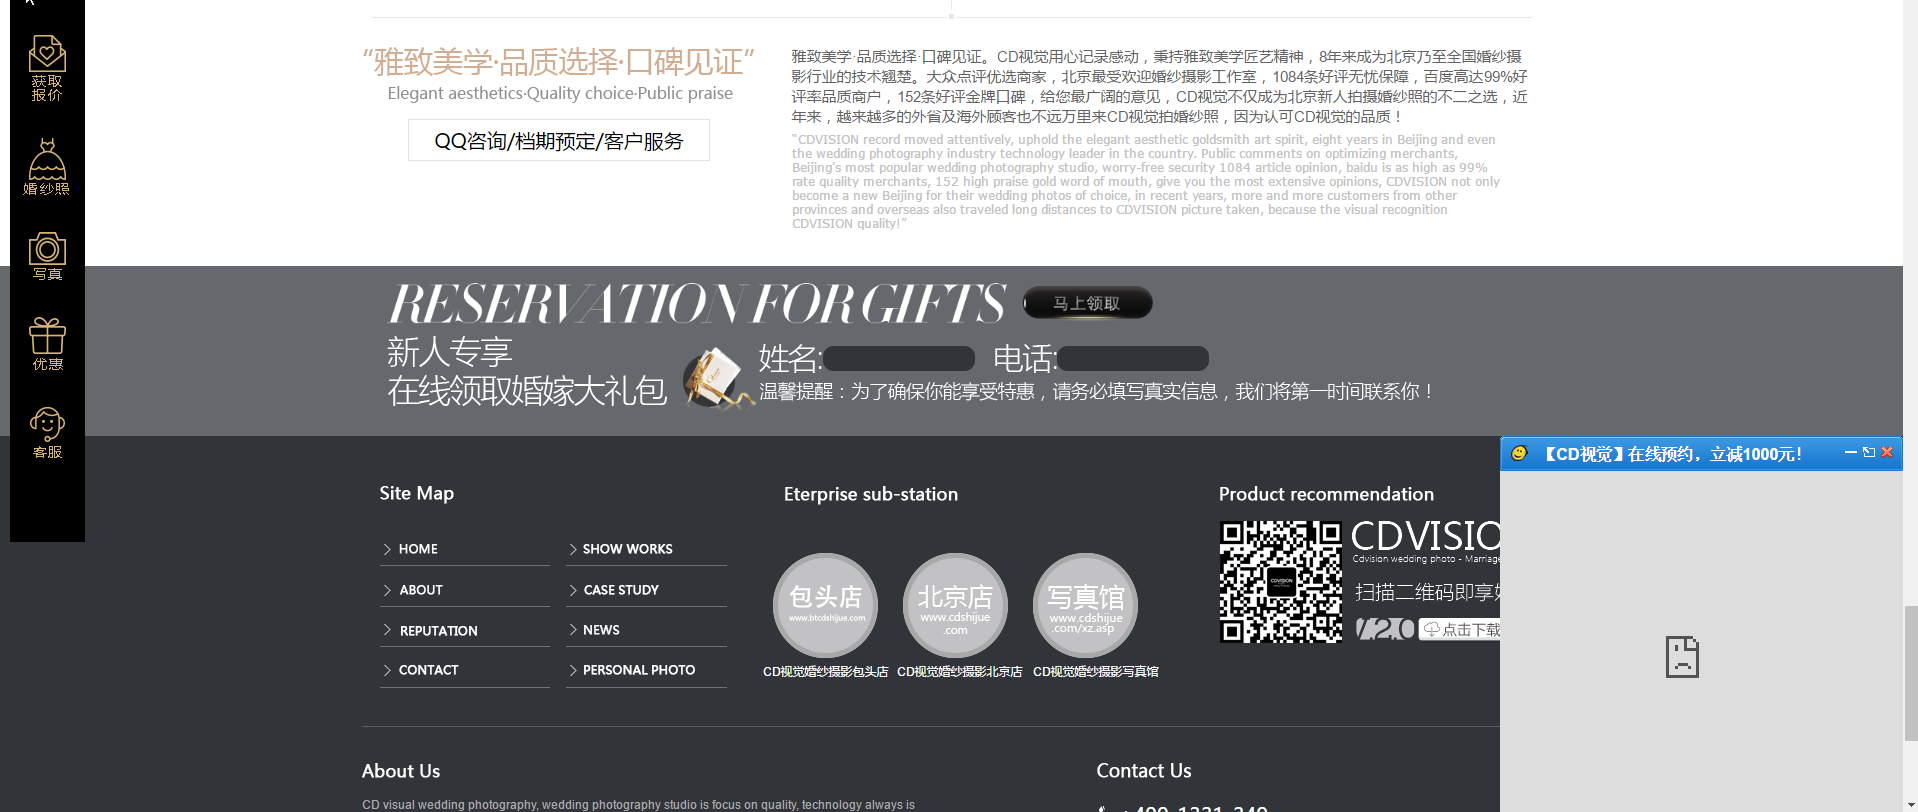 获取
报价
婚纱照
写真
优惠
客服
“雅致美学·品质选择·口碑见证”
Elegant aesthetics·Quality choice·Public praise
QQ咨询/档期预定/客户服务
雅致美学·品质选择·口碑见证。CD视觉用心记录感动，秉持雅致美学匠艺精神，8年来成为北京乃至全国婚纱摄
影行业的技术翘楚。大众点评优选商家，北京最受欢迎婚纱摄影工作室，1084条好评无忧保障，百度高达99%好
评率品质商户，152条好评金牌口碑，给您最广阔的意见，CD视觉不仅成为北京新人拍摄婚纱照的不二之选，近
年来，越来越多的外省及海外顾客也不远万里来CD视觉拍婚纱照，因为认可CD视觉的品质！
“CDVISION record moved attentively, uphold the elegant aesthetic goldsmith art spirit, eight years in Beijing and even
the wedding photography industry technology leader in the country. Public comments on optimizing merchants,
Beijing's most popular wedding photography studio, worry-free security 1084 article opinion, baidu is as high as 99%
rate quality merchants, 152 high praise gold word of mouth, give you the most extensive opinions, CDVISION not only
become a new Beijing for their wedding photos of choice, in recent years, more and more customers from other
provinces and overseas also traveled long distances to CDVISION picture taken, because the visual recognition
CDVISION quality!”
RESERVATION FOR GIFTS
马上领取
新人专享
在线领取婚嫁大礼包
姓名:
电话:
温馨提醒：为了确保你能享受特惠，请务必填写真实信息，我们将第一时间联系你！
【CD视觉】在线预约，立减1000元！
Site Map
HOME
SHOW WORKS
ABOUT
CASE STUDY
REPUTATION
NEWS
CONTACT
PERSONAL PHOTO
Eterprise sub-station
包头店
www.btcdshijue.com
北京店
www.cdshijue
.com
写真馆
www.cdshijue
.com/xz.asp
CD视觉婚纱摄影包头店
CD视觉婚纱摄影北京店
CD视觉婚纱摄影写真馆
Product recommendation
CDVISION
CDVISIO
Cdvision wedding photo - Marriage
扫描二维码即享
12.0
点击下载
About Us
CD visual wedding photography, wedding photography studio is focus on quality, technology always is
Contact Us